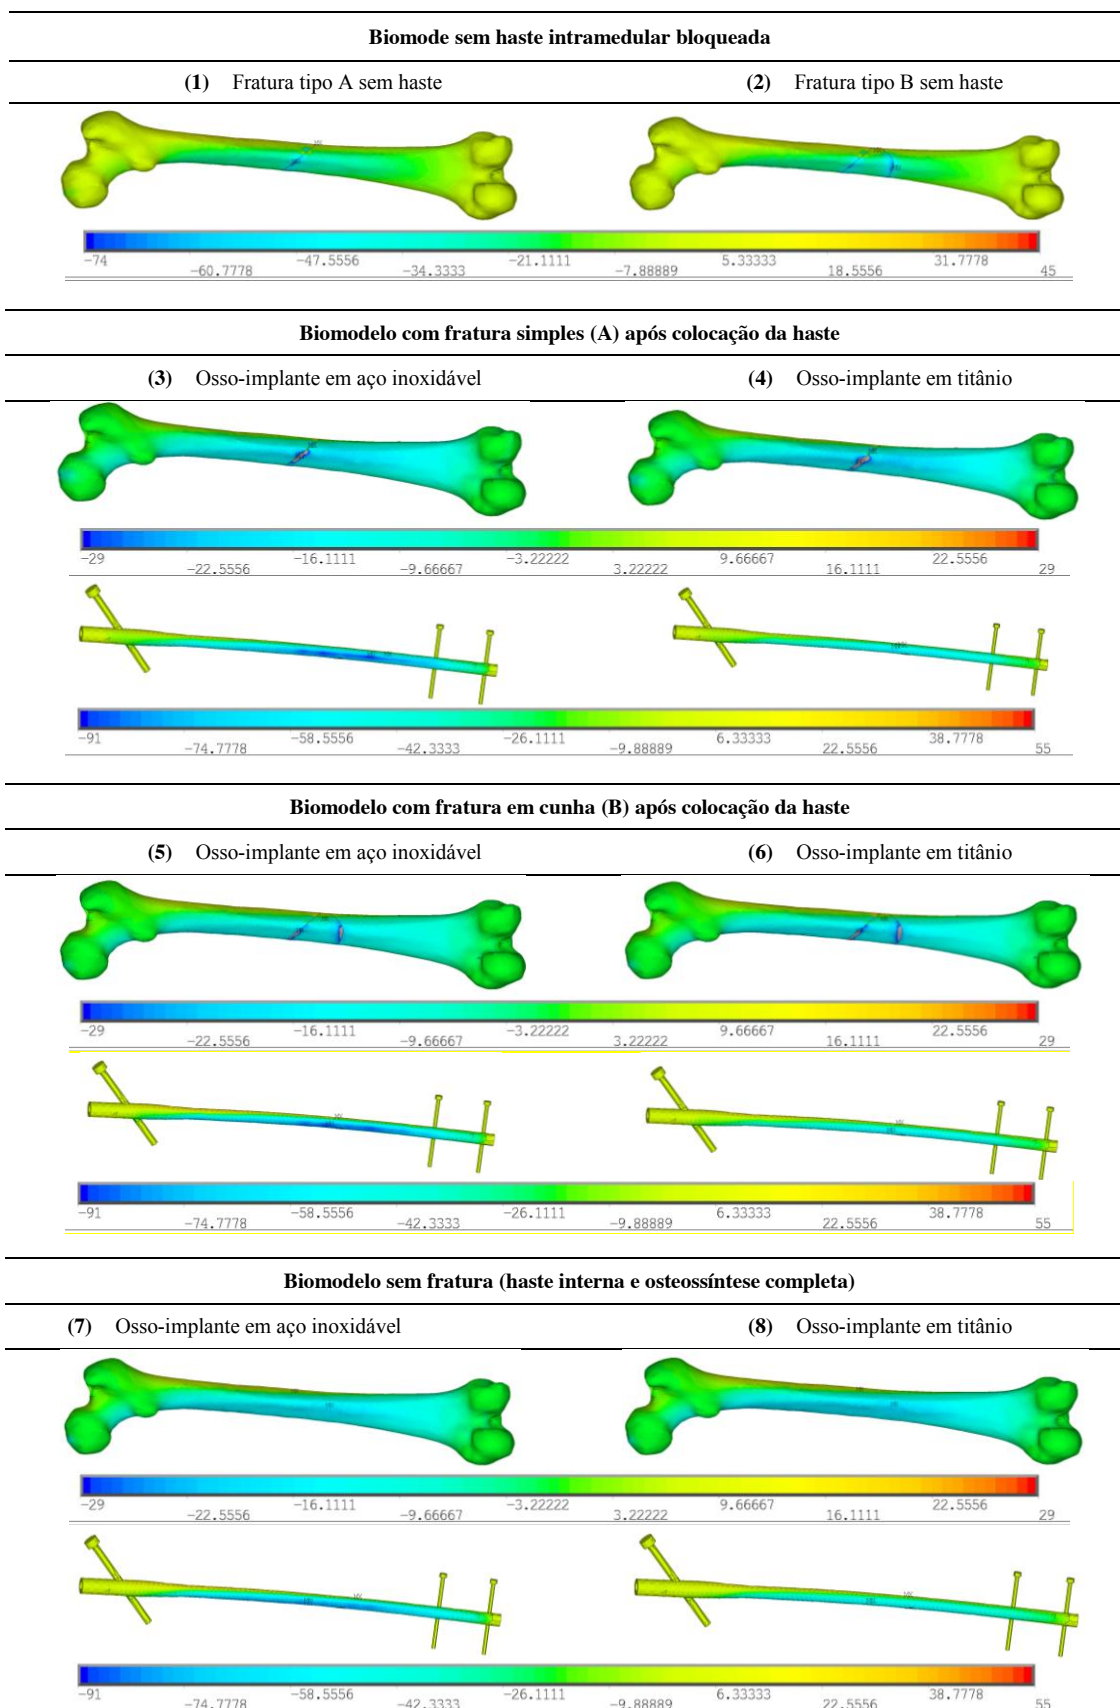 Biomode sem haste intramedular bloqueada
(1) Fratura tipo A sem haste
(2) Fratura tipo B sem haste
-74 -60.7778 -47.5556 -34.3333 -21.1111 -7.88889 5.33333 18.5556 31.7778 45
Biomodelo com fratura simples (A) após colocação da haste
(3) Osso-implante em aço inoxidável
(4) Osso-implante em titânio
-29 -22.5556 -16.1111 -9.66667 -3.22222 3.22222 9.66667 16.1111 22.5556 29
-91 -74.7778 -58.5556 -42.3333 -26.1111 -9.88889 6.33333 22.5556 38.7778 55
Biomodelo com fratura em cunha (B) após colocação da haste
(5) Osso-implante em aço inoxidável
(6) Osso-implante em titânio
-29 -22.5556 -16.1111 -9.66667 -3.22222 3.22222 9.66667 16.1111 22.5556 29
-91 -74.7778 -58.5556 -42.3333 -26.1111 -9.88889 6.33333 22.5556 38.7778 55
Biomodelo sem fratura (haste interna e osteossíntese completa)
(7) Osso-implante em aço inoxidável
(8) Osso-implante em titânio
-29 -22.5556 -16.1111 -9.66667 -3.22222 3.22222 9.66667 16.1111 22.5556 29
-91 -74.7778 -58.5556 -42.3333 -26.1111 -9.88889 6.33333 22.5556 38.7778 55